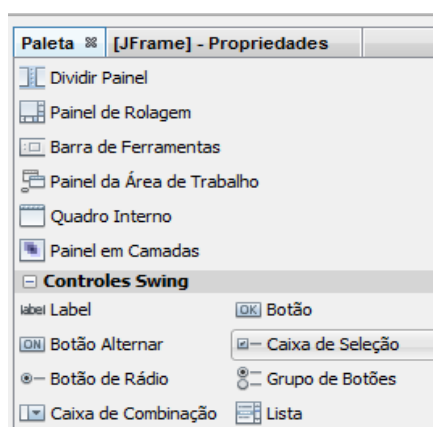 Paleta [JFrame] - Propriedades
Dividir Painel
Painel de Rolagem
Barra de Ferramentas
Painel da Área de Trabalho
Quadro Interno
Painel em Camadas
Controles Swing
label Label OK Botão
ON Botão Alternar Caixa de Seleção
Botão de Rádio Grupo de Botões
Caixa de Combinação Lista